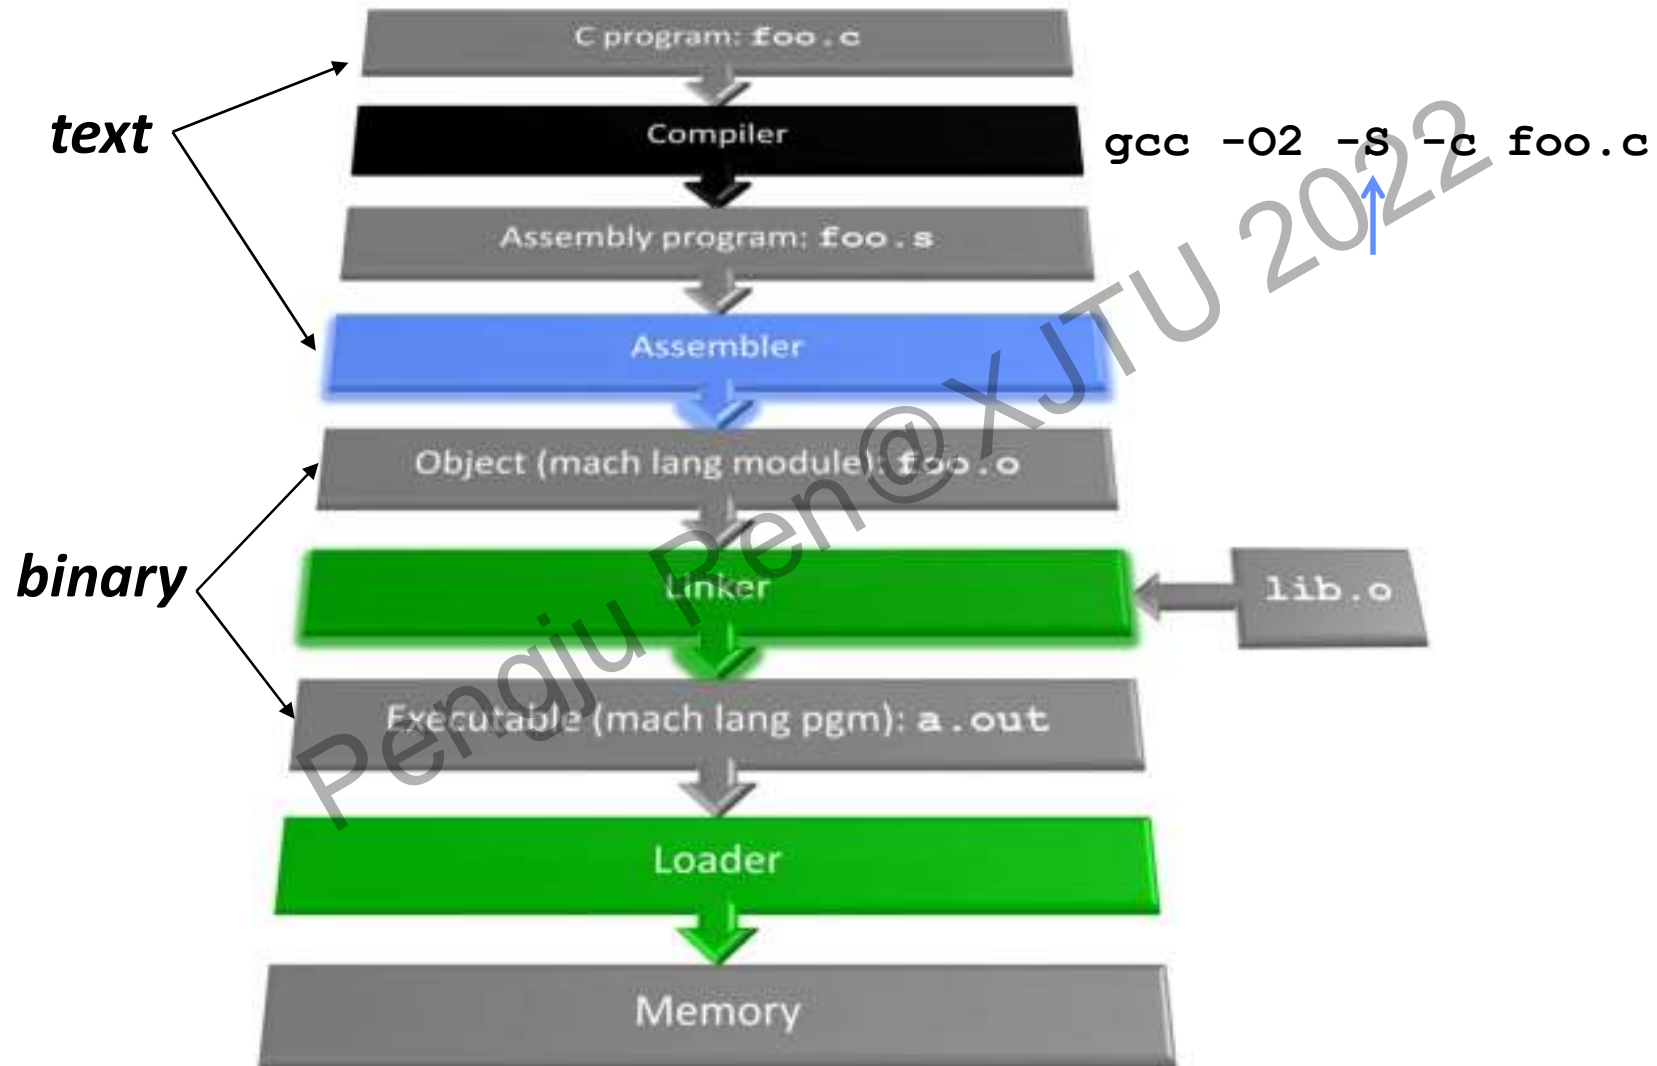 C program: foo.c
text
Compiler
gcc -O2 -S -c foo.c
Assembly program: foo.s
Assembler
Object (mach lang module): foo.o
binary
Linker
lib.o
Executable (mach lang pgm): a.out
Loader
Memory
Pengju Ren@XJTU 2022